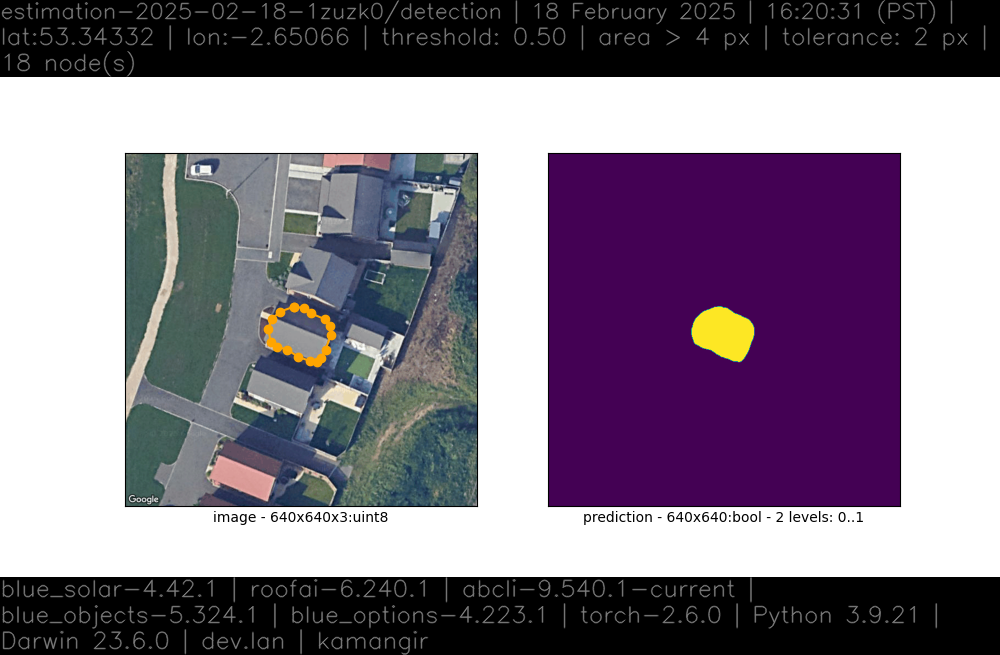 estimation-2025-02-18-1zuzk0/detection | 18 February 2025 | 16:20:31 (PST) |
lat:53.34332 | lon:-2.65066 | threshold: 0.50 | area > 4 px | tolerance: 2 px |
18 node(s)
Google
image - 640x640x3:uint8
prediction - 640x640:bool - 2 levels: 0..1
blue_solar-4.42.1 | roofai-6.240.1 | abcli-9.540.1-current |
blue_objects-5.324.1 | blue_options-4.223.1 | torch-2.6.0 | Python 3.9.21 |
Darwin 23.6.0 | dev.lan | kamangir